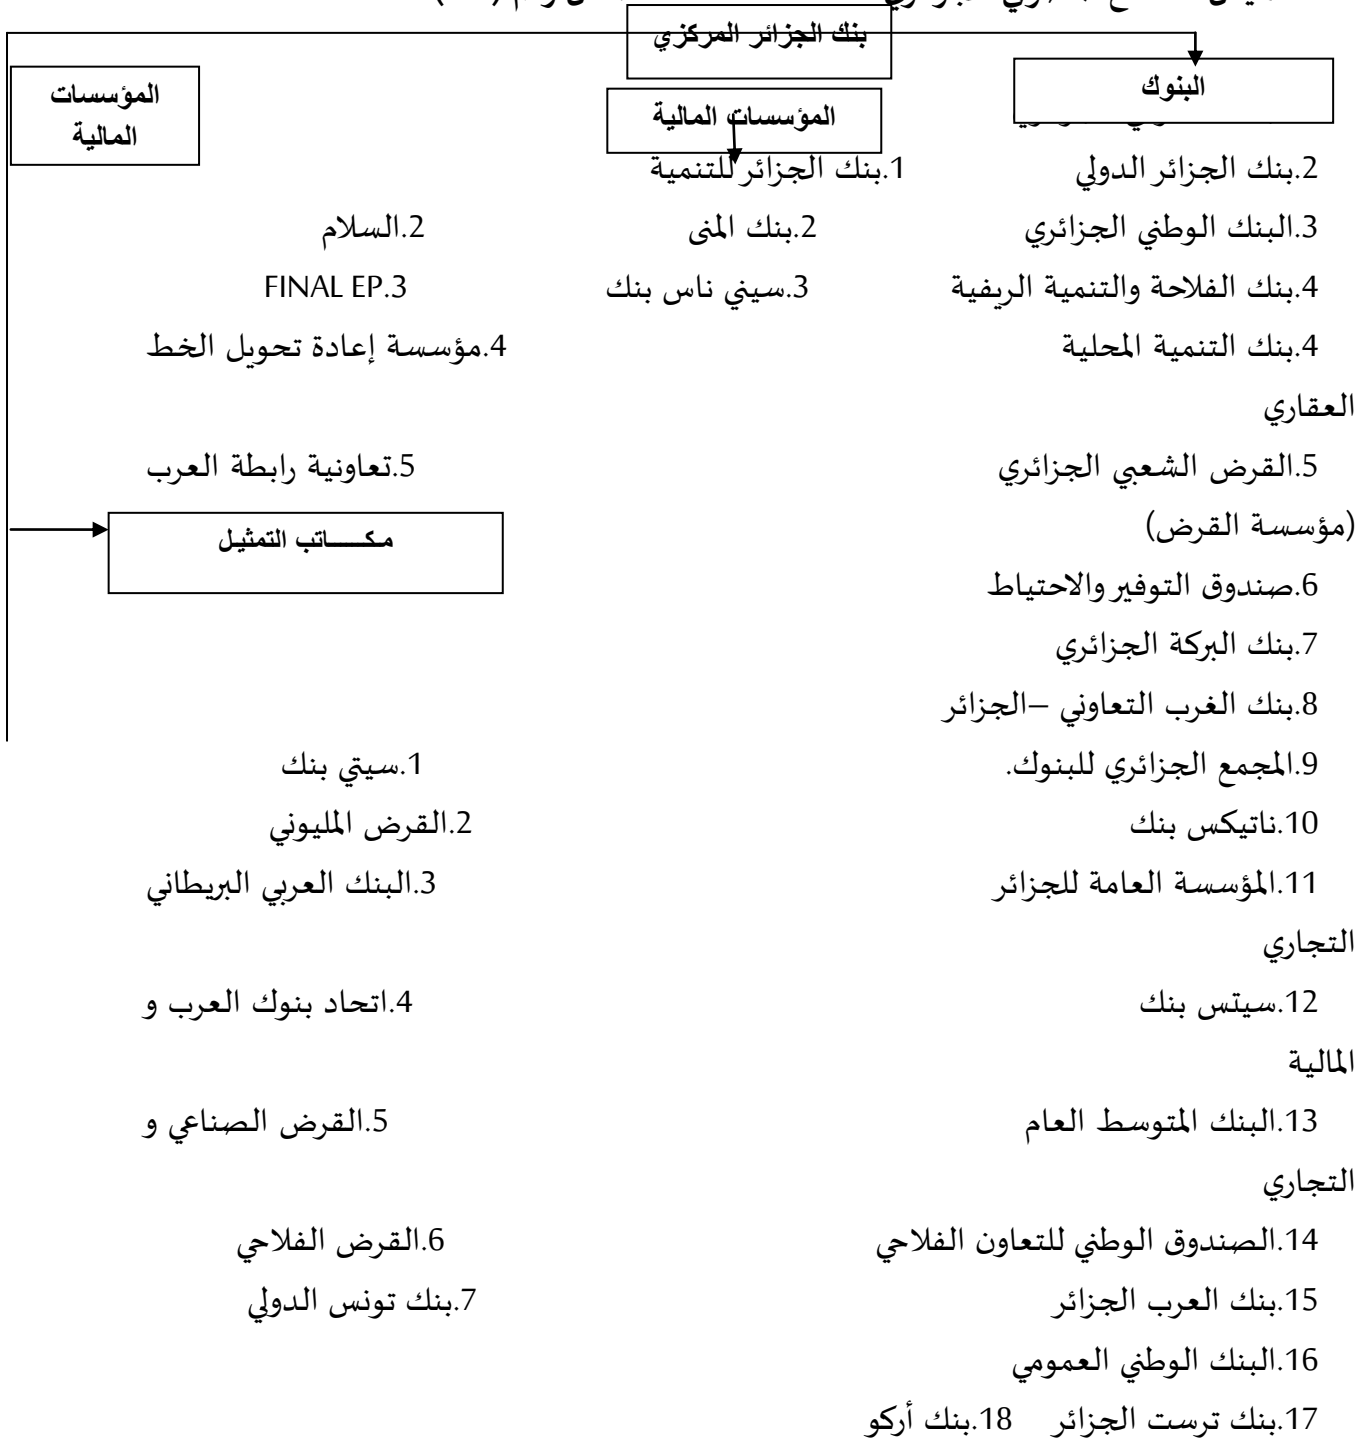 بنك الجزائر المركزي
البنوك
المؤسسات المالية
المؤسسات
المالية
2.بنك الجزائر الدولي 1.بنك الجزائر للتنمية
3.البنك الوطني الجزائري 2.بنك المنى 2.السلام
4.بنك الفلاحة والتنمية الريفية 3.سيني ناس بنك FINAL EP.3
4.بنك التنمية المحلية 4.مؤسسة إعادة تحويل الخط
العقاري
5.القرض الشعبي الجزائري 5.تعاونية رابطة العرب
(مؤسسة القرض)
مكـــــاتب التمثيل
6.صندوق التوفير والاحتياط
7.بنك البركة الجزائري
8.بنك الغرب التعاوني –الجزائر
9.المجمع الجزائري للبنوك. 1.سيتي بنك
10.ناتيكس بنك 2.القرض المليوني
11.المؤسسة العامة للجزائر 3.البنك العربي البريطاني
التجاري
12.سيتس بنك 4.اتحاد بنوك العرب و
المالية
13.البنك المتوسط العام 5.القرض الصناعي و
التجاري
14.الصندوق الوطني للتعاون الفلاحي 6.القرض الفلاحي
15.بنك العرب الجزائر 7.بنك تونس الدولي
16.البنك الوطني العمومي
17.بنك ترست الجزائر 18.بنك أركو